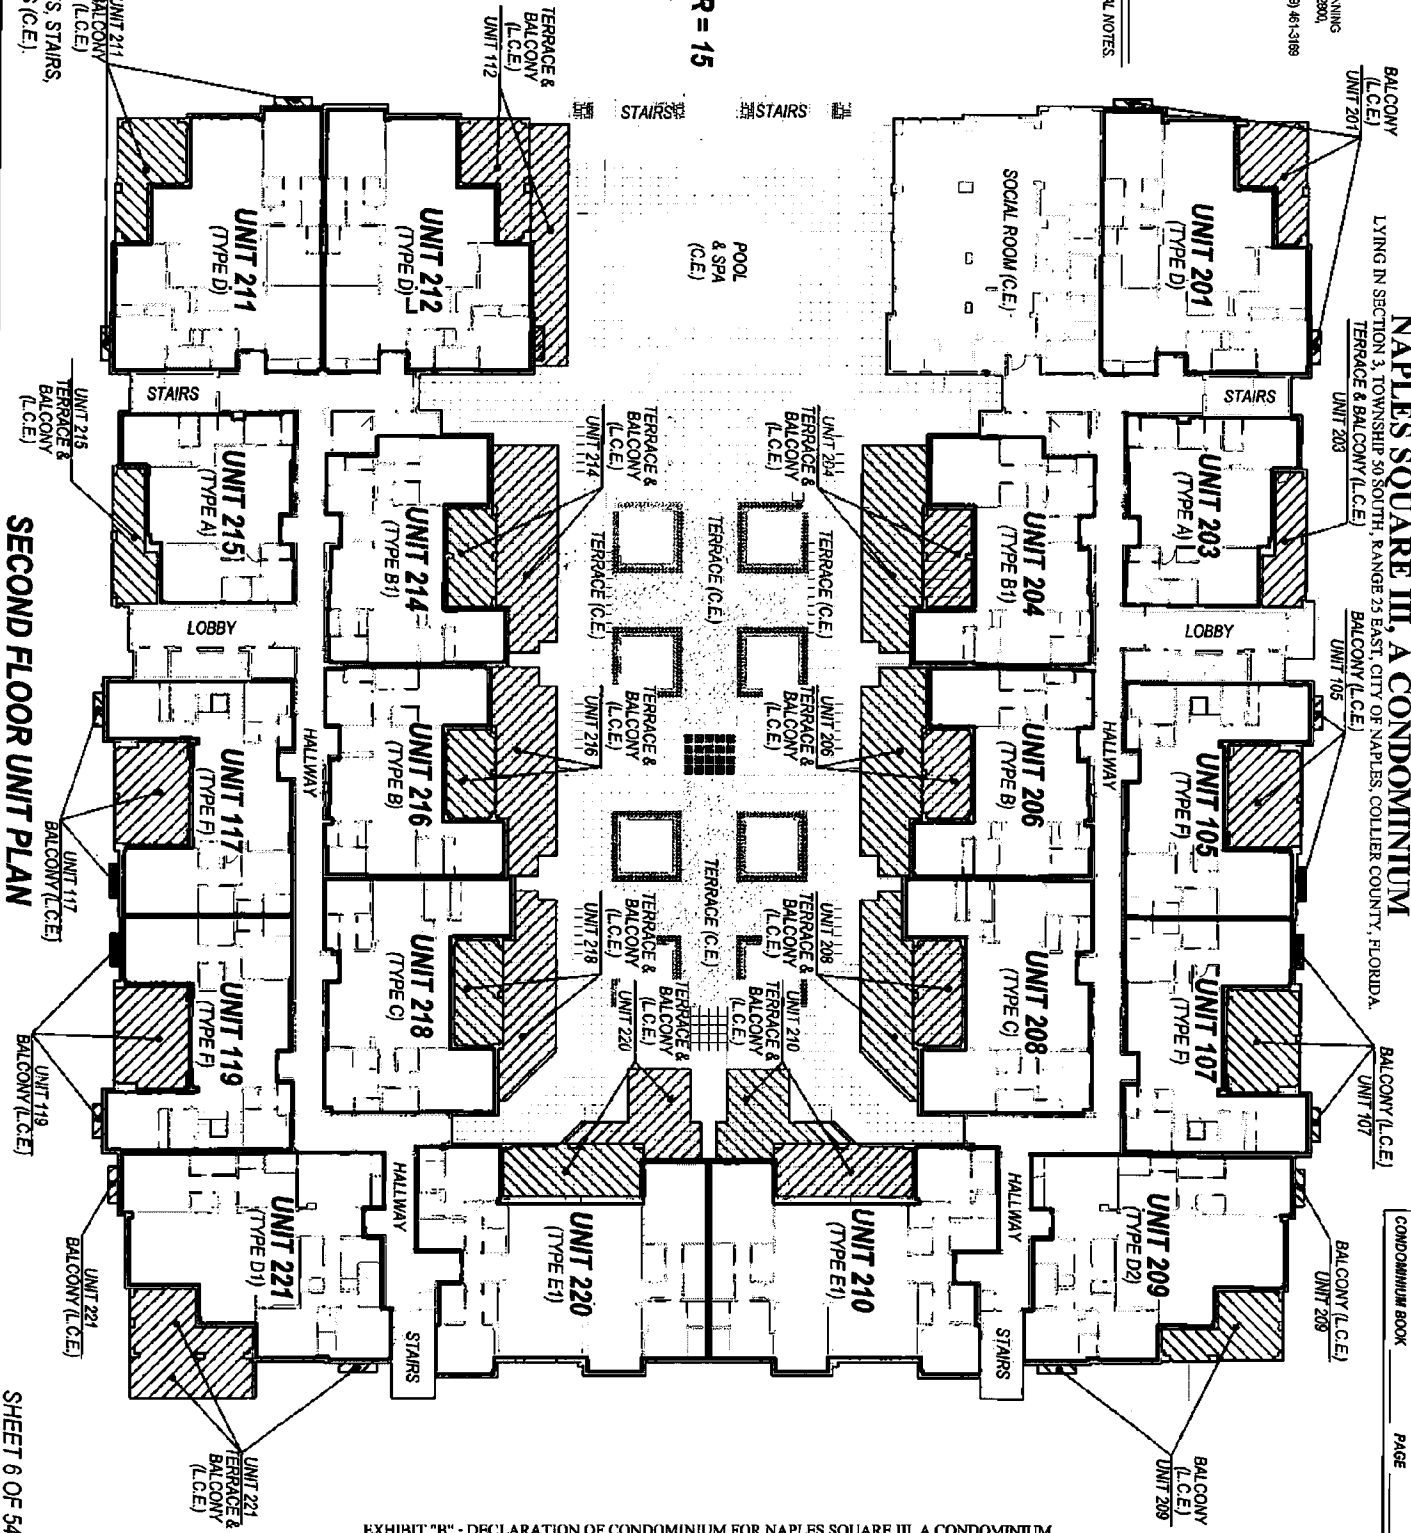 NAPLES SQUARE III, A CONDOMINIUM
LYING IN SECTION 3, TOWNSHIP 50 SOUTH, RANGE 25 EAST, CITY OF NAPLES, COLLIER COUNTY, FLORIDA.
CONDOMINIUM BOOK
PAGE
461-3169
AL NOTES.
R = 15
BALCONY
(L.C.E.)
UNIT 201
TERRACE & BALCONY (L.C.E.)
UNIT 203
BALCONY (L.C.E.)
UNIT 105
BALCONY (L.C.E.)
UNIT 107
BALCONY (L.C.E.)
UNIT 209
BALCONY
(L.C.E.)
UNIT 209
UNIT 201
(TYPE D)
STAIRS
UNIT 203
(TYPE A)
LOBBY
UNIT 105
(TYPE F)
UNIT 107
(TYPE F)
UNIT 209
(TYPE D2)
SOCIAL ROOM (C.E.)
HALLWAY
HALLWAY
STAIRS
UNIT 204
(TYPE B1)
UNIT 206
(TYPE B)
UNIT 208
(TYPE C)
UNIT 210
(TYPE E1)
STAIRS
STAIRS
POOL
& SPA
(C.E.)
UNIT 204
TERRACE &
BALCONY
(L.C.E.)
TERRACE (C.E.)
UNIT 206
TERRACE &
BALCONY
(L.C.E.)
UNIT 208
TERRACE &
BALCONY
(L.C.E.)
UNIT 210
TERRACE &
BALCONY
(L.C.E.)
TERRACE (C.E.)
TERRACE (C.E.)
TERRACE &
BALCONY
(L.C.E.)
UNIT 214
TERRACE (C.E.)
TERRACE &
BALCONY
(L.C.E.)
UNIT 216
TERRACE &
BALCONY
(L.C.E.)
UNIT 218
TERRACE &
BALCONY
(L.C.E.)
UNIT 220
TERRACE &
BALCONY
(L.C.E.)
UNIT 112
UNIT 212
(TYPE D)
UNIT 214
(TYPE B1)
UNIT 216
(TYPE B)
UNIT 218
(TYPE C)
UNIT 220
(TYPE E1)
HALLWAY
HALLWAY
STAIRS
UNIT 211
(TYPE D)
STAIRS
UNIT 215
(TYPE A)
LOBBY
UNIT 117
(TYPE F)
UNIT 119
(TYPE F)
UNIT 221
(TYPE D1)
UNIT 211
BALCONY
(L.C.E.)
UNIT 215
TERRACE &
BALCONY
(L.C.E.)
UNIT 117
BALCONY (L.C.E.)
UNIT 119
BALCONY (L.C.E.)
UNIT 221
BALCONY (L.C.E.)
UNIT 221
TERRACE &
BALCONY
(L.C.E.)
S, STAIRS,
S (C.E.).
SECOND FLOOR UNIT PLAN
SHEET 6 OF 54
EXHIBIT "B" - DECLARATION OF CONDOMINIUM FOR NAPLES SQUARE III, A CONDOMINIUM